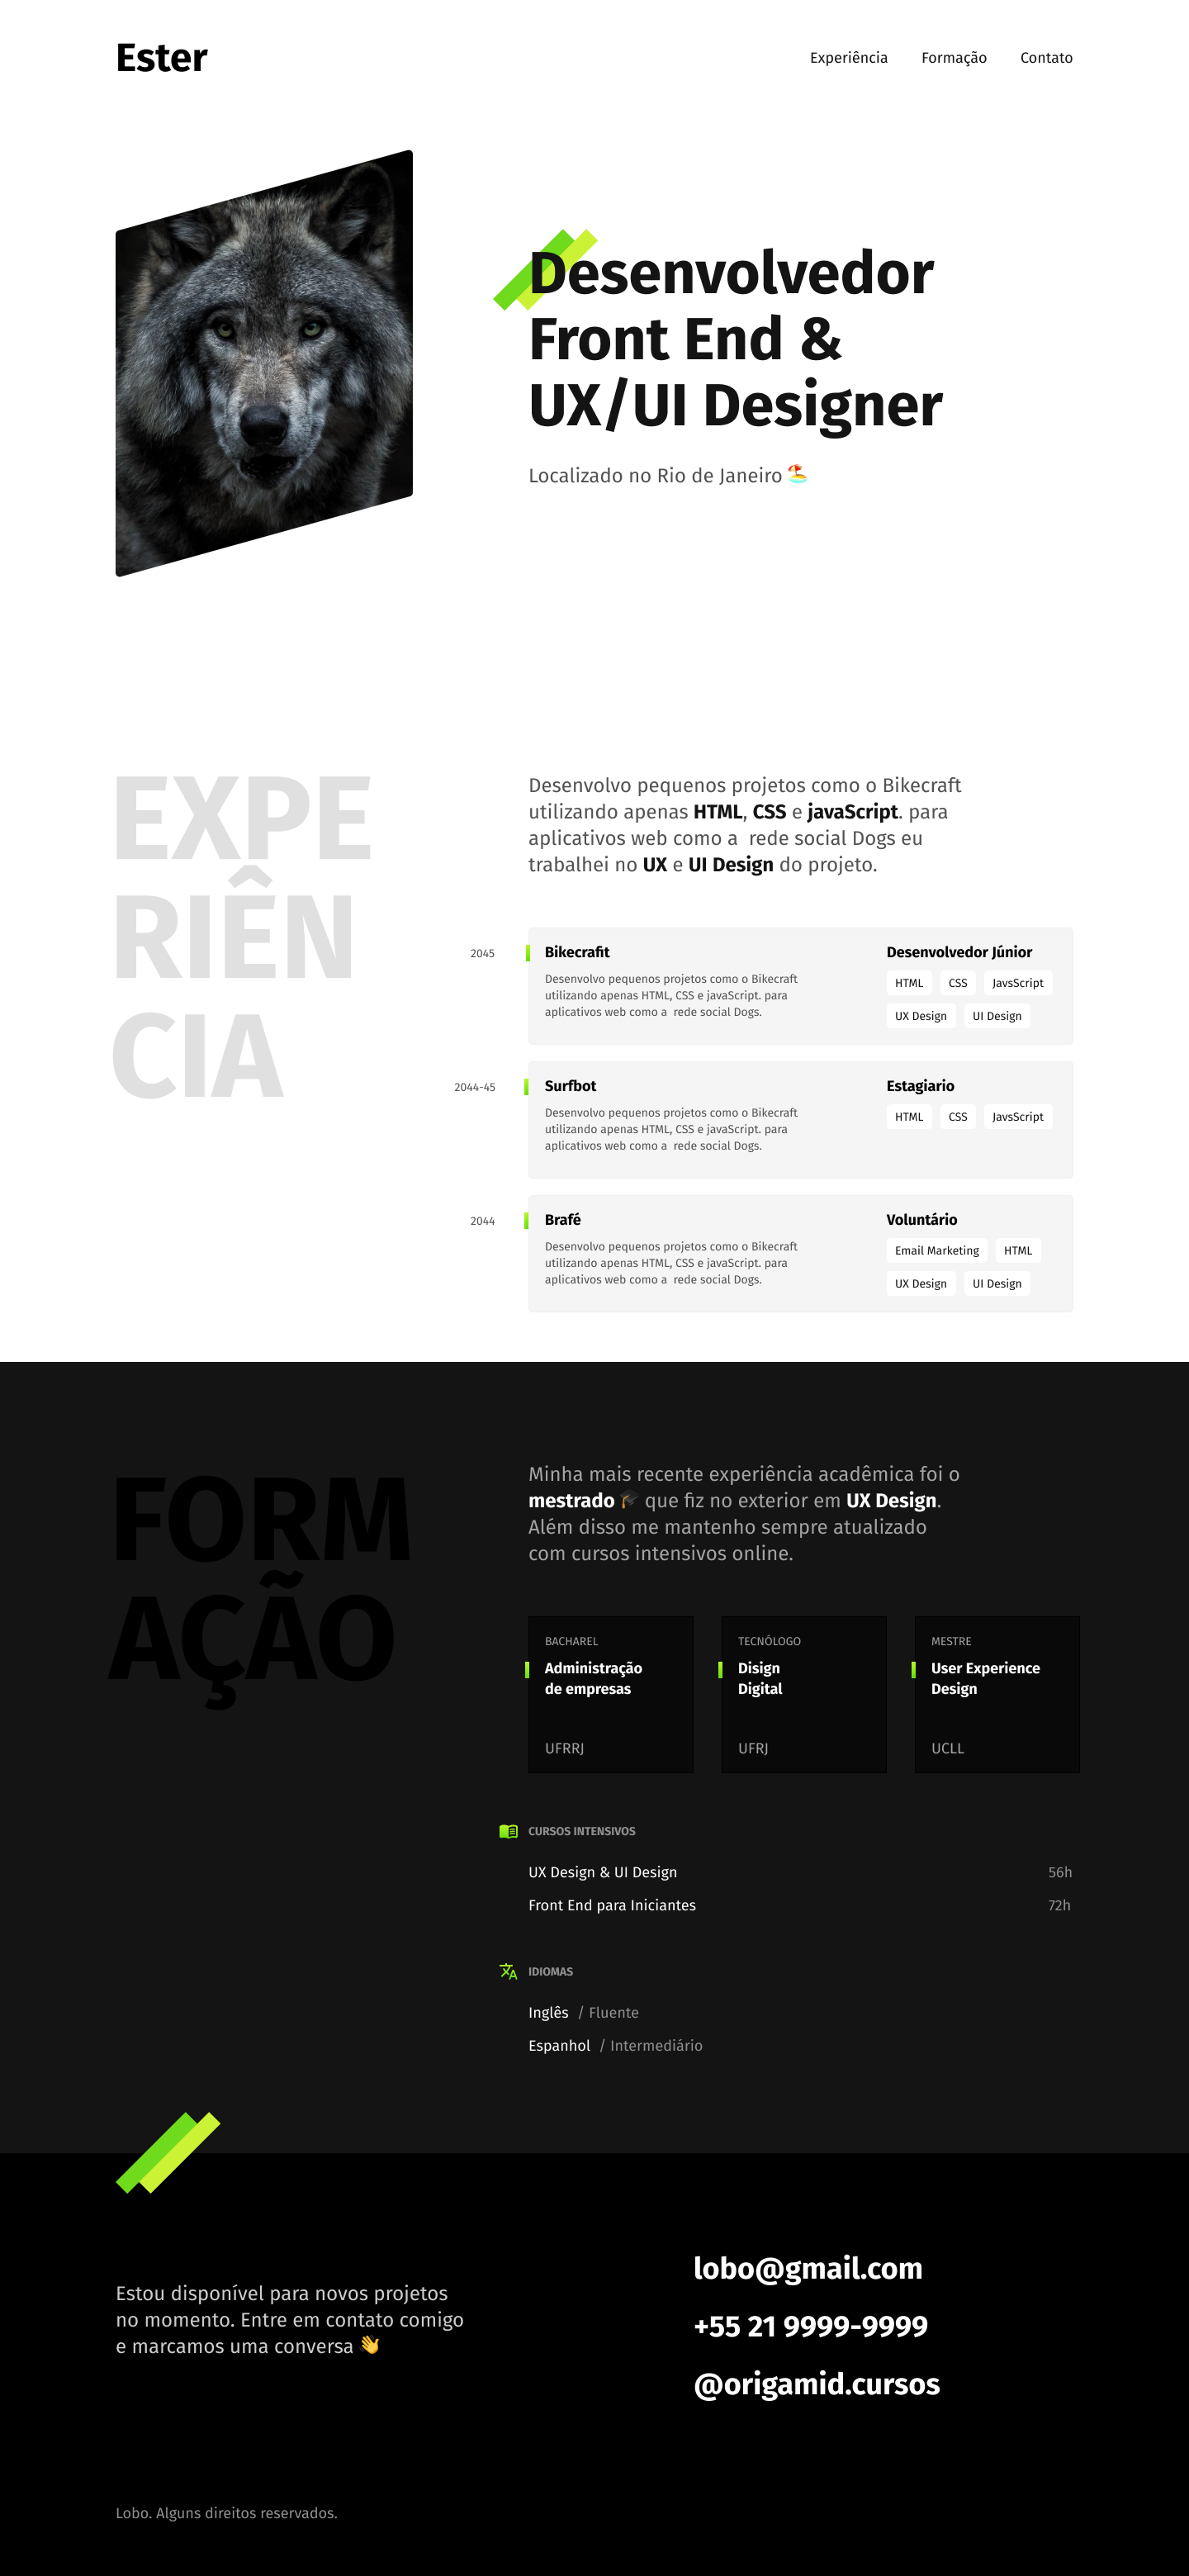 Ester
Experiência Formação Contato
Desenvolvedor
Front End &
UX/UI Designer
Localizado no Rio de Janeiro 🏖️
EXPE
RIÊN
CIA
Desenvolvo pequenos projetos como o Bikecraft
utilizando apenas HTML, CSS e javaScript. para
aplicativos web como a rede social Dogs eu
trabalhei no UX e UI Design do projeto.
2045
Bikecrafit
Desenvolvo pequenos projetos como o Bikecraft
utilizando apenas HTML, CSS e javaScript. para
aplicativos web como a rede social Dogs.
Desenvolvedor Júnior
HTML CSS JavsScript
UX Design UI Design
2044-45
Surfbot
Desenvolvo pequenos projetos como o Bikecraft
utilizando apenas HTML, CSS e javaScript. para
aplicativos web como a rede social Dogs.
Estagiario
HTML CSS JavsScript
2044
Brafé
Desenvolvo pequenos projetos como o Bikecraft
utilizando apenas HTML, CSS e javaScript. para
aplicativos web como a rede social Dogs.
Voluntário
Email Marketing HTML
UX Design UI Design
FORM
AÇÃO
Minha mais recente experiência acadêmica foi o
mestrado 🎓 que fiz no exterior em UX Design.
Além disso me mantenho sempre atualizado
com cursos intensivos online.
BACHAREL
Administração
de empresas
UFRRJ
TECNÓLOGO
Disign
Digital
UFRJ
MESTRE
User Experience
Design
UCLL
CURSOS INTENSIVOS
UX Design & UI Design 56h
Front End para Iniciantes 72h
IDIOMAS
Inglês / Fluente
Espanhol / Intermediário
Estou disponível para novos projetos
no momento. Entre em contato comigo
e marcamos uma conversa 👋
lobo@gmail.com
+55 21 9999-9999
@origamid.cursos
Lobo. Alguns direitos reservados.